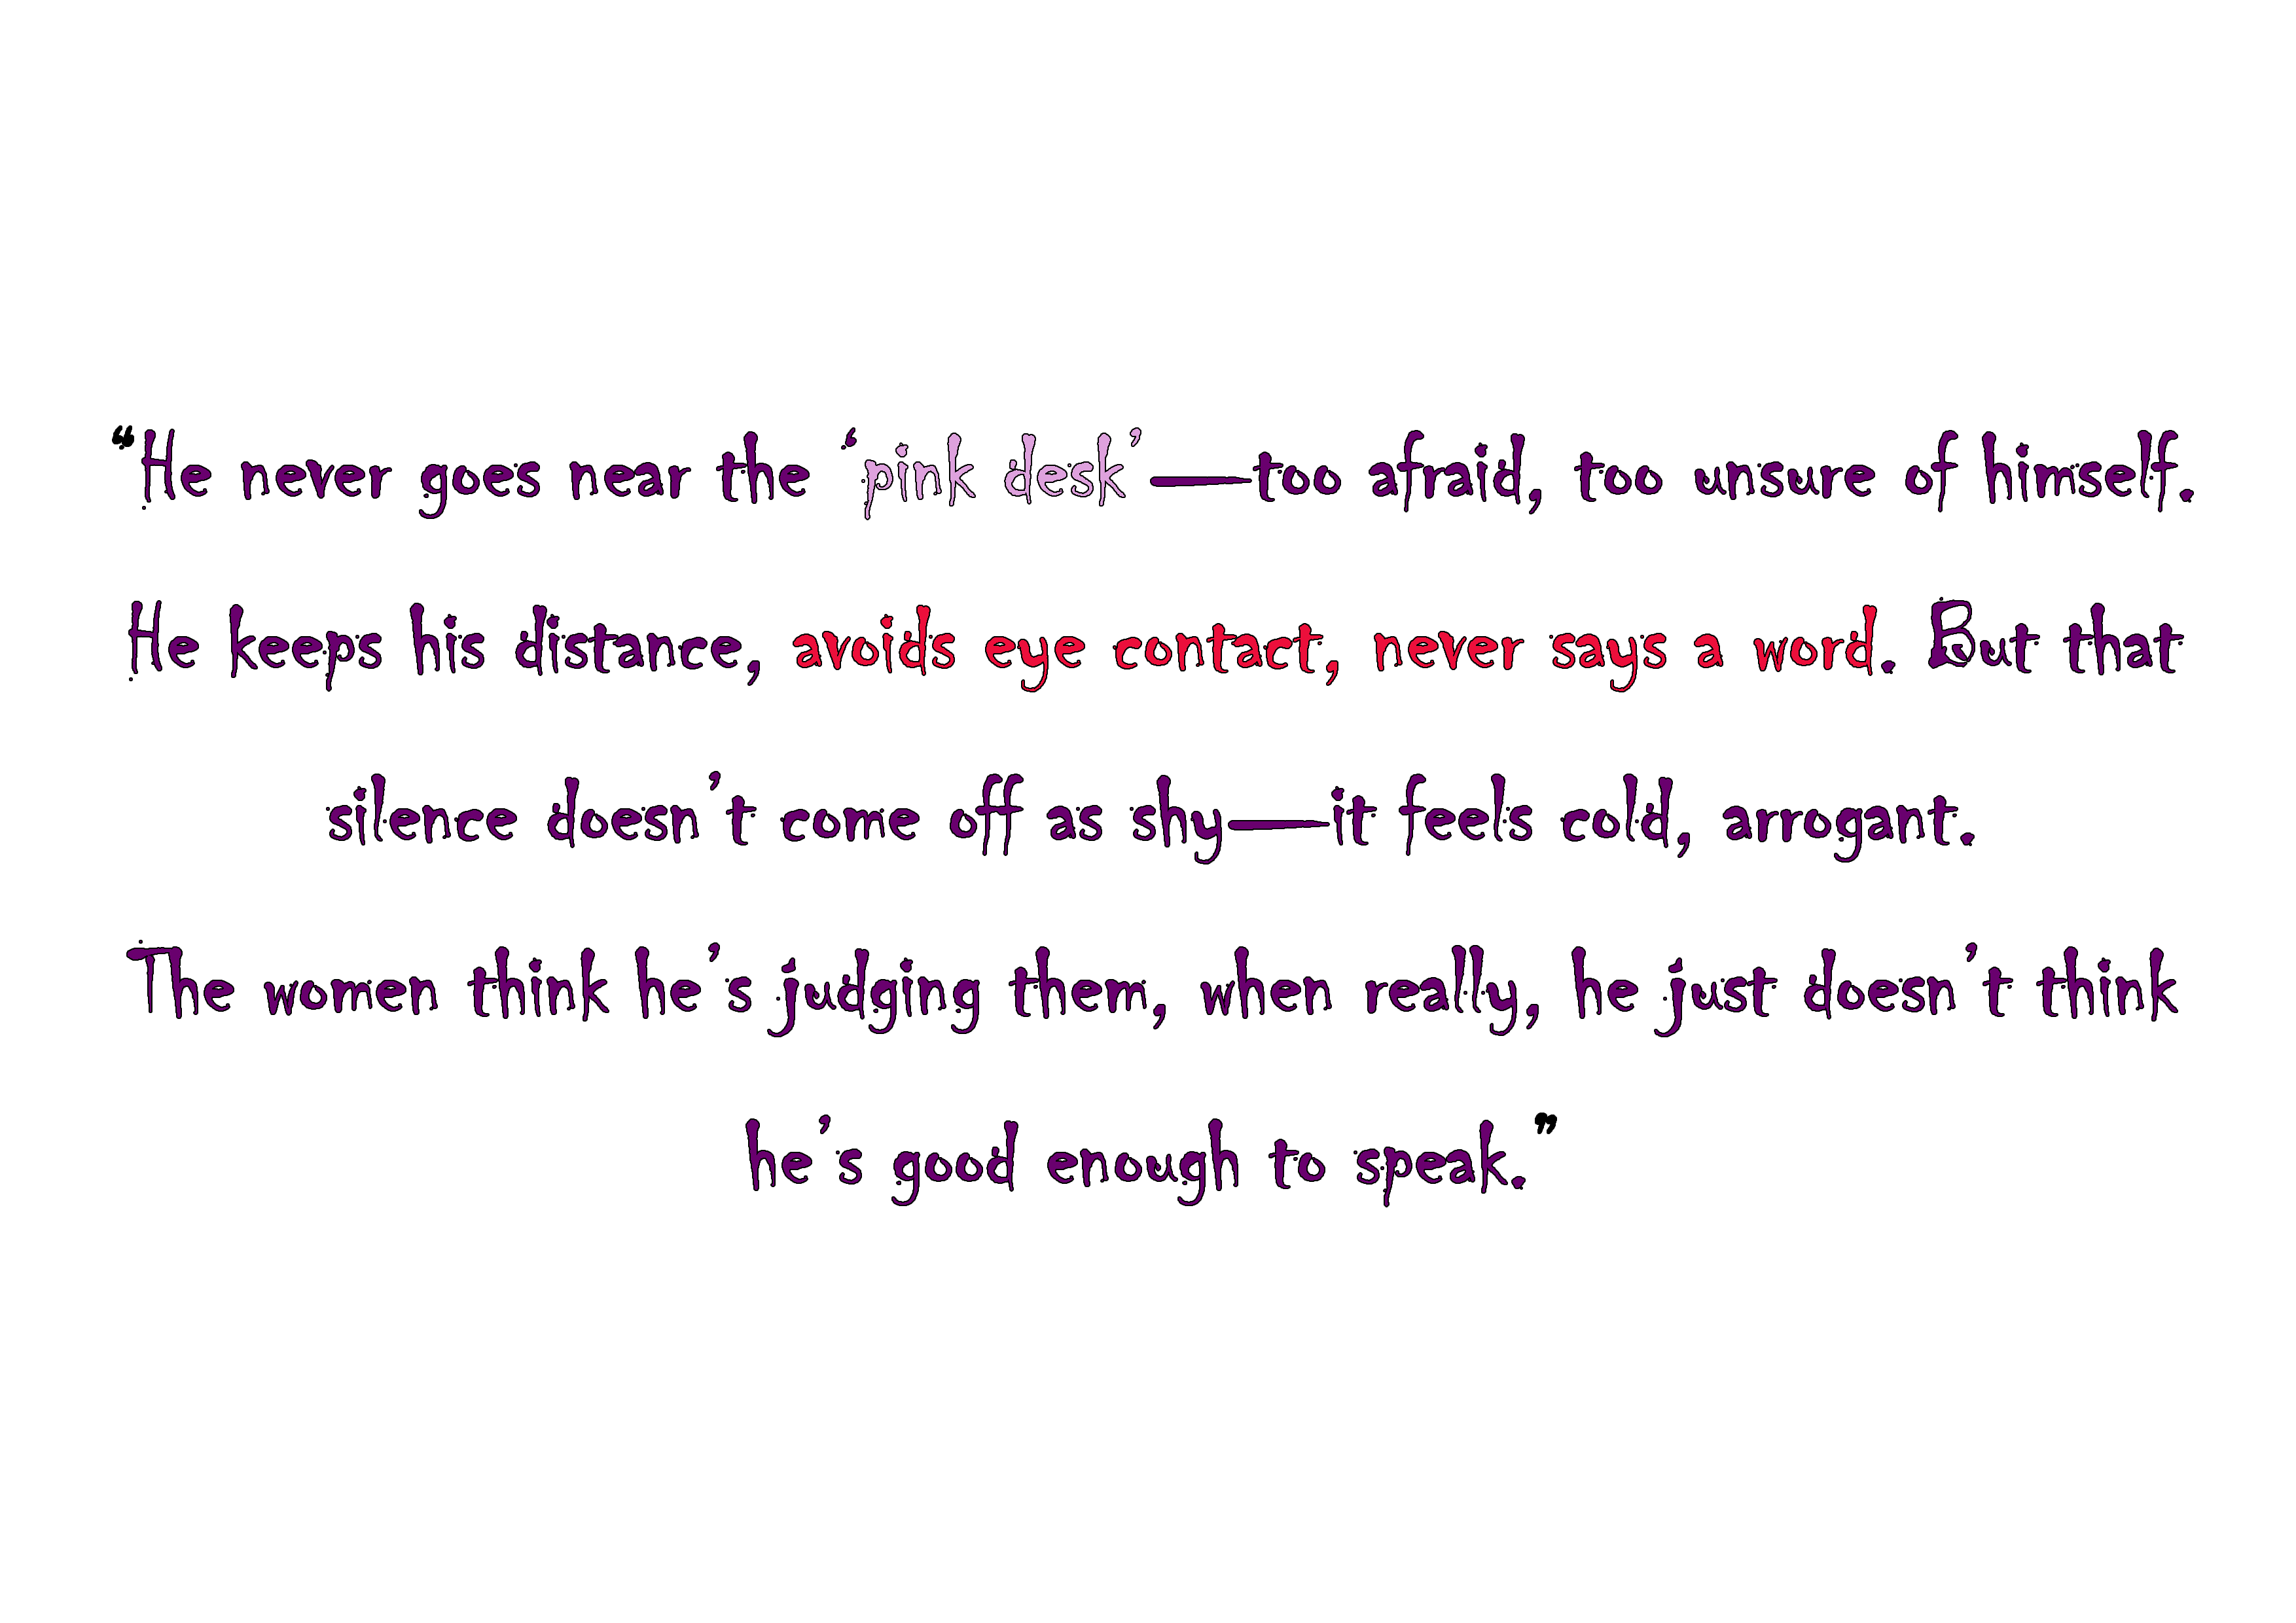 “He never goes near the ‘pink desk’—too afraid, too unsure of himself.
He keeps his distance, avoids eye contact, never says a word. But that
silence doesn’t come off as shy—it feels cold, arrogant.
The women think he’s judging them, when really, he just doesn’t think
he’s good enough to speak.”